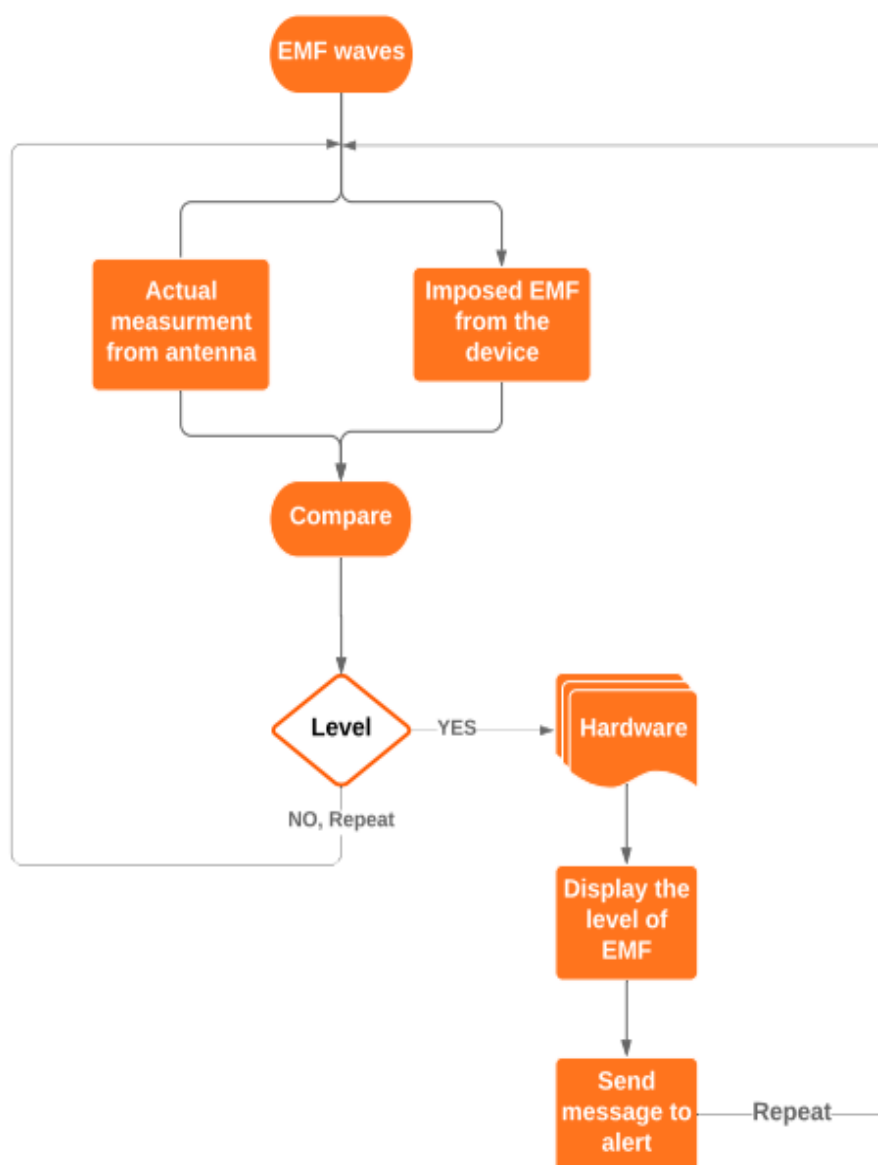 EMF waves
Actual
measurment
from antenna
Imposed EMF
from the
device
Compare
Level
YES
Hardware
NO, Repeat
Display the
level of
EMF
Send
message to
alert
Repeat